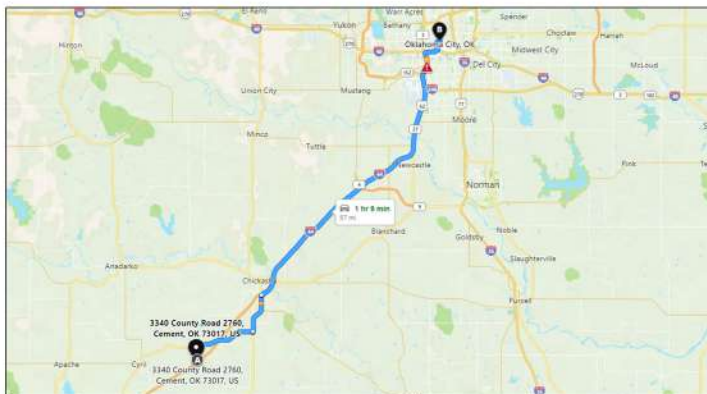 El Reno
Warr Acres
Spencer
Yukon
Bethany
Choctaw
Harrah
Hinton
Oklahoma City, OK
Midwest City
McLoud
Del City
Union City
Mustang
Moore
Minco
Tuttle
Newcastle
Pink
Tecumseh
Norman
1 hr 8 min
57 mi
Blanchard
Goldsby
Noble
Slaughterville
Anadarko
Chickasha
Purcell
3340 County Road 2760,
Cement, OK 73017, US
Apache
Cyril
3340 County Road 2760,
Cement, OK 73017, US